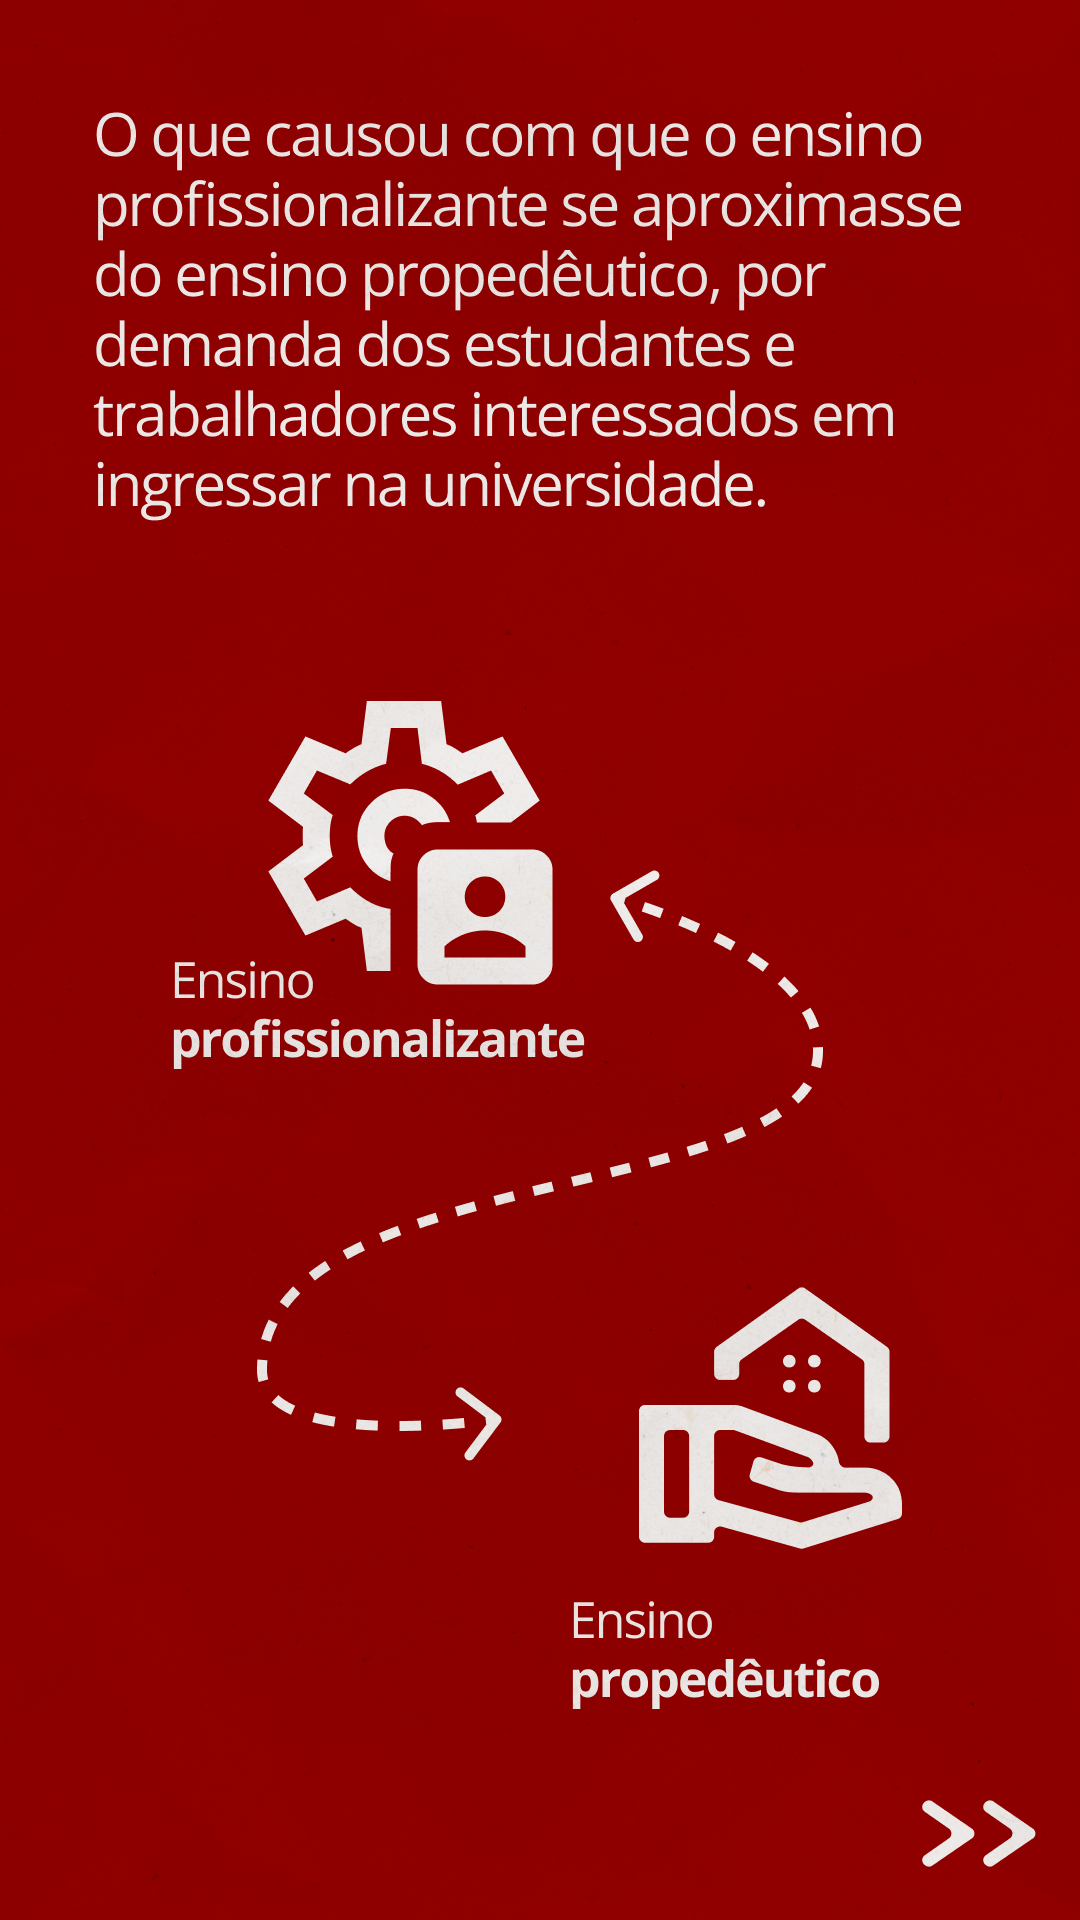 O que causou com que o ensino
profissionalizante se aproximasse
do ensino propedêutico, por
demanda dos estudantes e
trabalhadores interessados em
ingressar na universidade.
Ensino
profissionalizante
Ensino
propedêutico